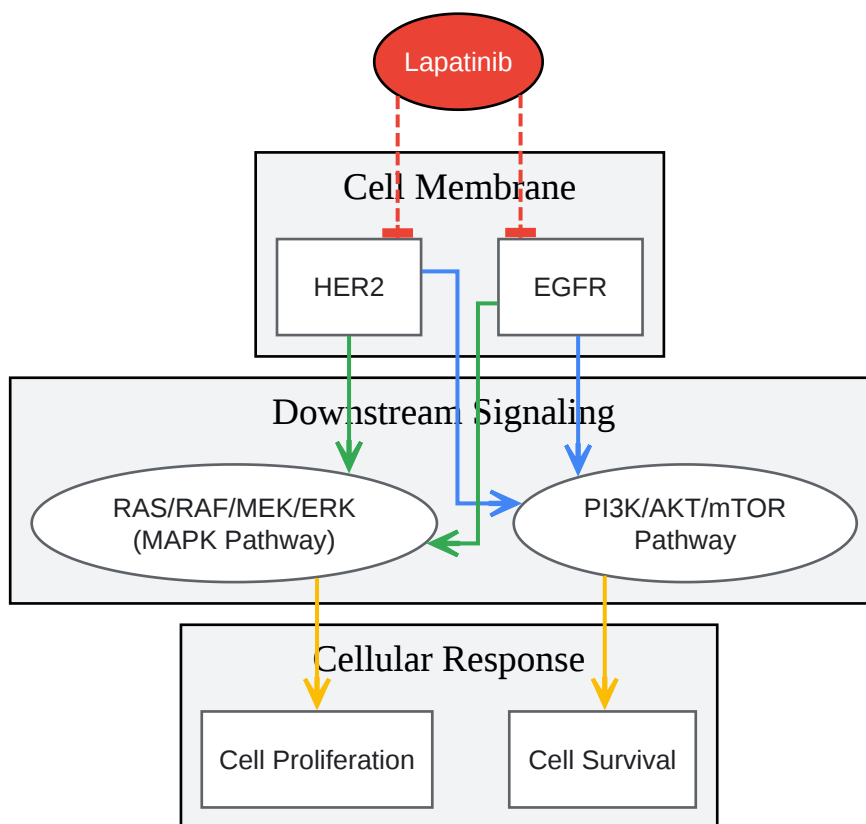 Lapatinib
Cell Membrane
HER2
EGFR
Downstream Signaling
RAS/RAF/MEK/ERK
(MAPK Pathway)
PI3K/AKT/mTOR
Pathway
Cellular Response
Cell Proliferation
Cell Survival